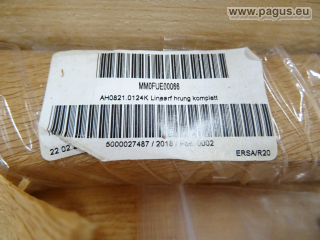 www.pagus.eu
MM0FUE00066
AH0821.0124K Linearf hrung komplett
22 02
5000027487 / 2018 / Pos. 0002
ERSA/R20